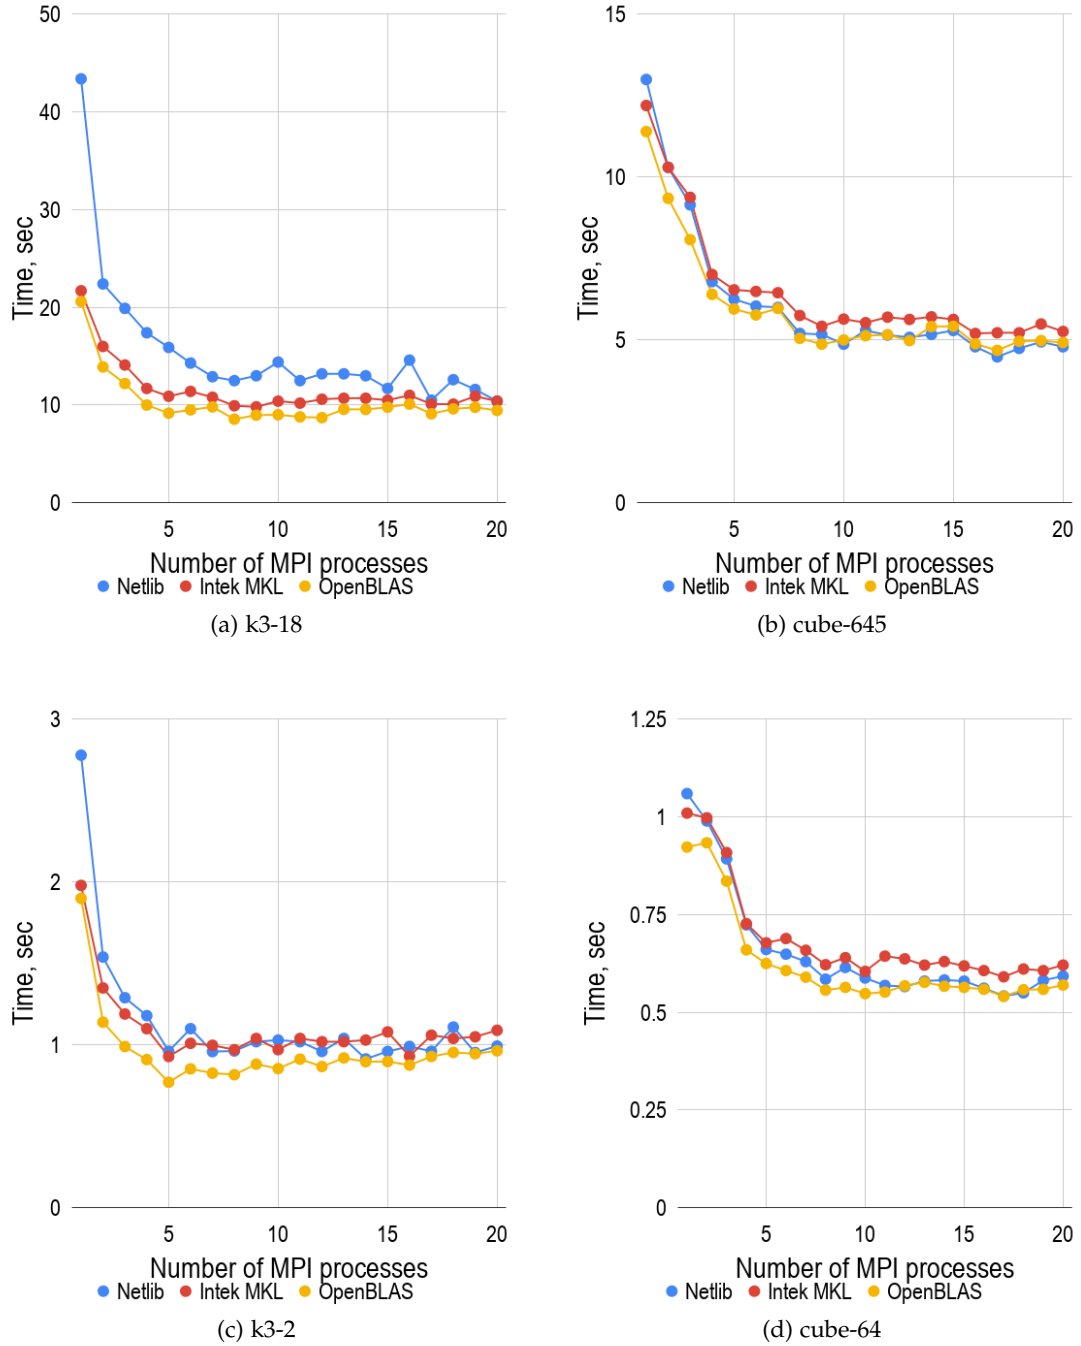 50
40
30
20
10
0
Time, sec
5 10 15 20
Number of MPI processes
Netlib Intek MKL OpenBLAS
(a) k3-18
15
10
5
0
Time, sec
5 10 15 20
Number of MPI processes
Netlib Intek MKL OpenBLAS
(b) cube-645
3
2
1
0
Time, sec
5 10 15 20
Number of MPI processes
Netlib Intek MKL OpenBLAS
(c) k3-2
1.25
1
0.75
0.5
0.25
0
Time, sec
5 10 15 20
Number of MPI processes
Netlib Intek MKL OpenBLAS
(d) cube-64